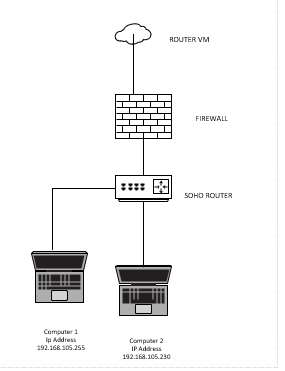 ROUTER VM
FIREWALL
SOHO ROUTER
Computer 1
Ip Address
192.168.105.255
Computer 2
IP Address
192.168.105.230